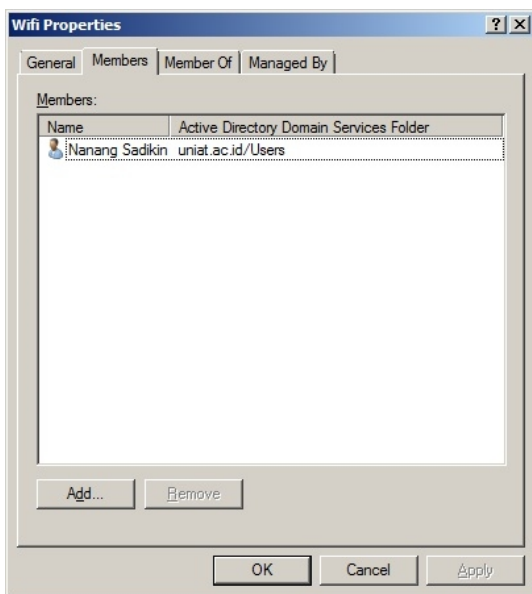 Wifi Properties
General Members Member Of Managed By
Members:
Name Active Directory Domain Services Folder
Nanang Sadikin uniat.ac.id/Users
Add... Remove
OK Cancel Apply